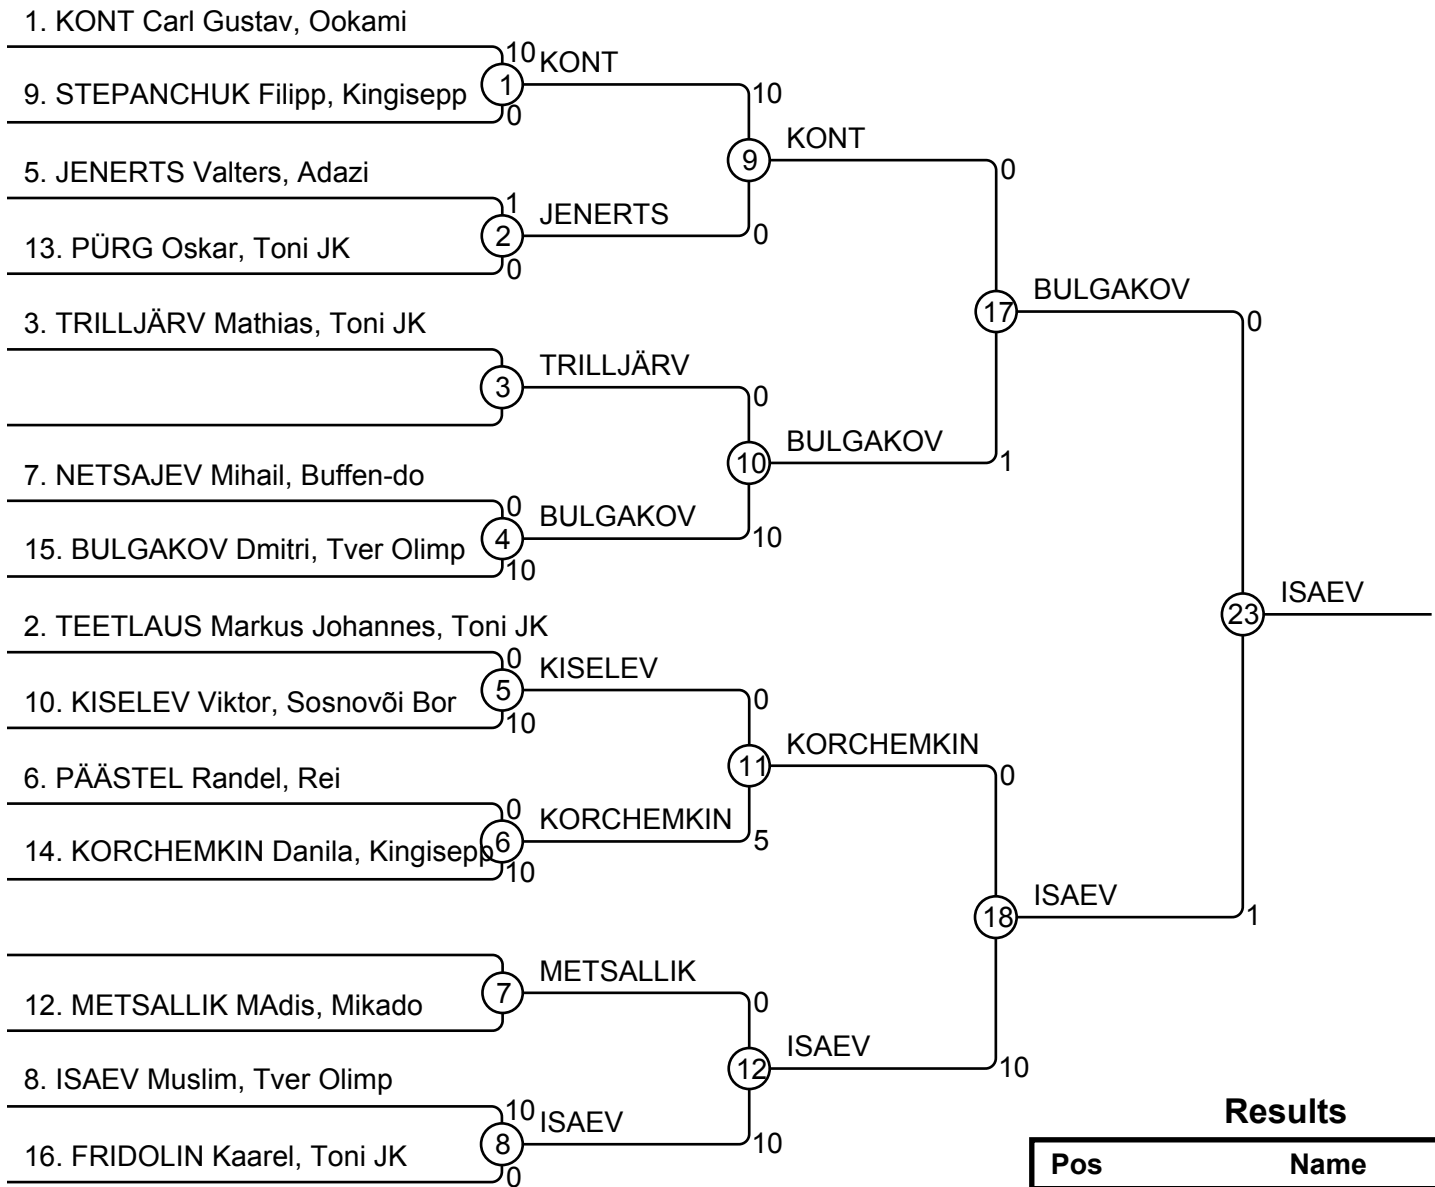 1. KONT Carl Gustav, Ookami
10
KONT
1
9. STEPANCHUK Filipp, Kingisepp
0
10
KONT
9
0
5. JENERTS Valters, Adazi
1
JENERTS
2
0
13. PÜRG Oskar, Toni JK
0
BULGAKOV
17
0
3. TRILLJÄRV Mathias, Toni JK
TRILLJÄRV
3
0
BULGAKOV
10
1
7. NETSAJEV Mihail, Buffen-do
0
BULGAKOV
4
10
15. BULGAKOV Dmitri, Tver Olimp
10
ISAEV
23
2. TEETLAUS Markus Johannes, Toni JK
0
KISELEV
5
0
10. KISELEV Viktor, Sosnovõi Bor
10
KORCHEMKIN
11
0
6. PÄÄSTEL Randel, Rei
0
KORCHEMKIN
6
5
14. KORCHEMKIN Danila, Kingisepp
10
ISAEV
18
1
METSALLIK
7
0
12. METSALLIK MAdis, Mikado
ISAEV
12
10
8. ISAEV Muslim, Tver Olimp
10
ISAEV
8
10
16. FRIDOLIN Kaarel, Toni JK
0
Results
Pos Name